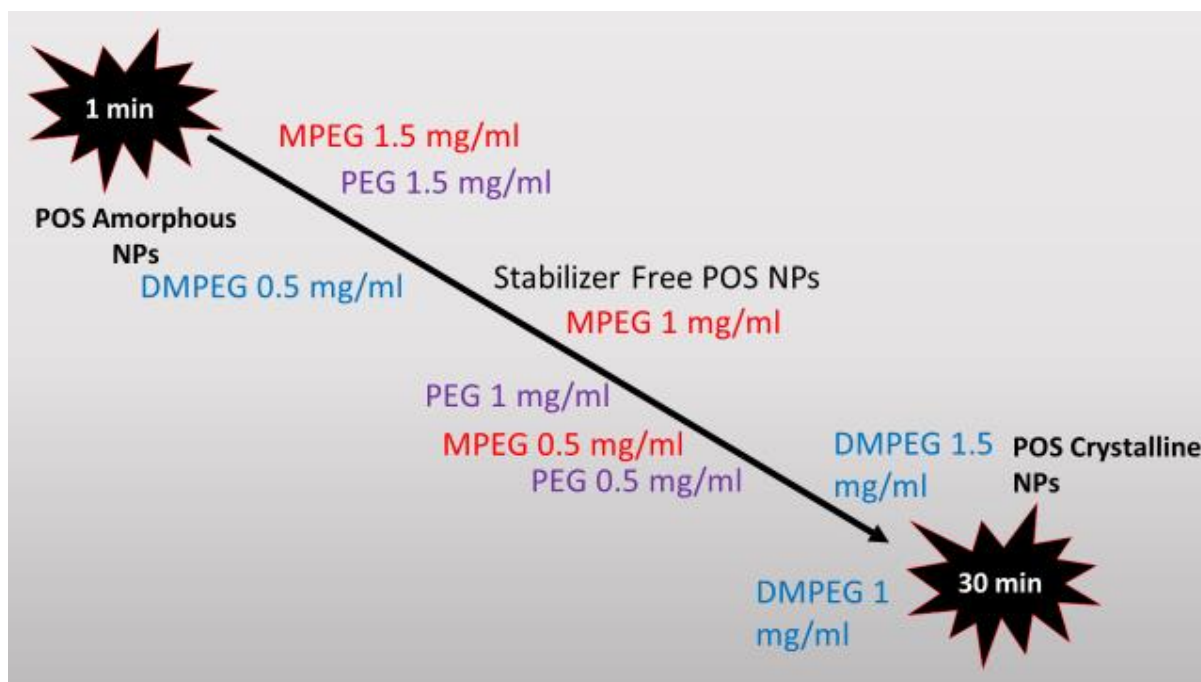 1 min
MPEG 1.5 mg/ml
PEG 1.5 mg/ml
POS Amorphous
NPs
DMPEG 0.5 mg/ml
Stabilizer Free POS NPs
MPEG 1 mg/ml
PEG 1 mg/ml
MPEG 0.5 mg/ml
PEG 0.5 mg/ml
DMPEG 1.5
mg/ml
POS Crystalline
NPs
DMPEG 1
mg/ml
30 min